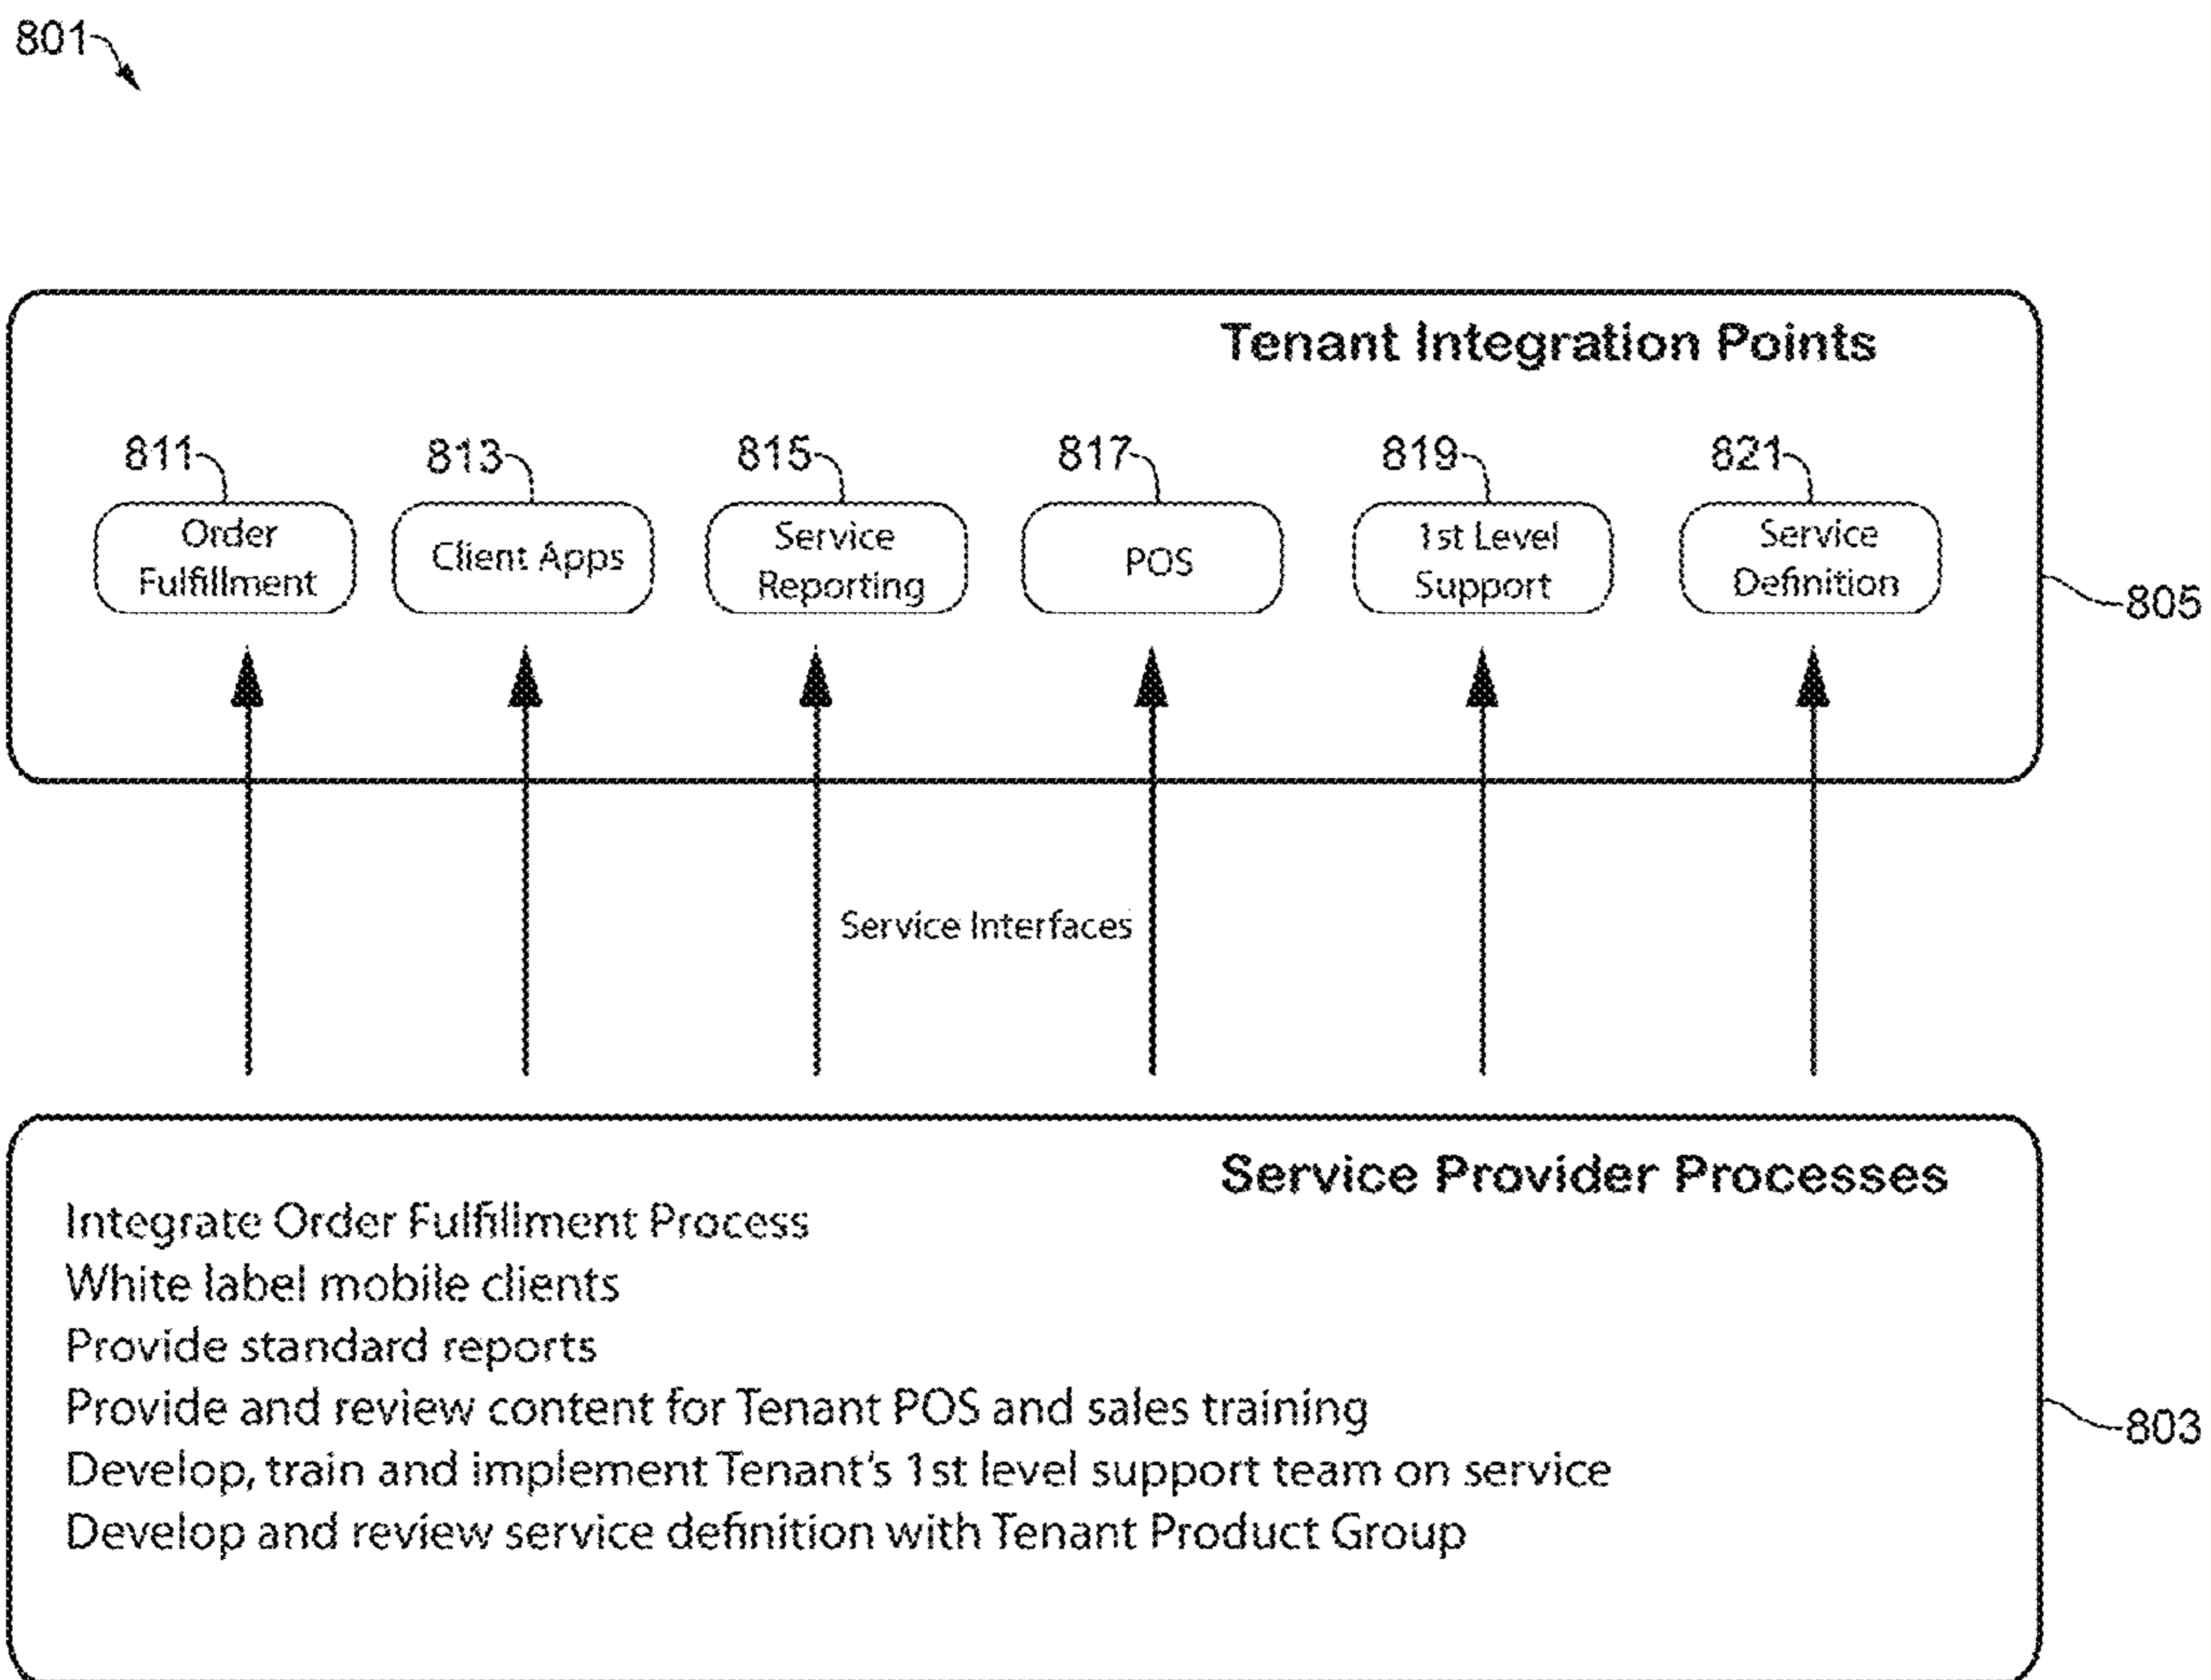 801
Tenant Integration Points
811
813
815
817
819
821
Order
Fulfillment
Client Apps
Service
Reporting
POS
1st Level
Support
Service
Definition
805
Service Interfaces
Service Provider Processes
Integrate Order Fulfillment Process
White label mobile clients
Provide standard reports
Provide and review content for Tenant POS and sales training
803
Develop, train and implement Tenant's 1st level support team on service
Develop and review service definition with Tenant Product Group